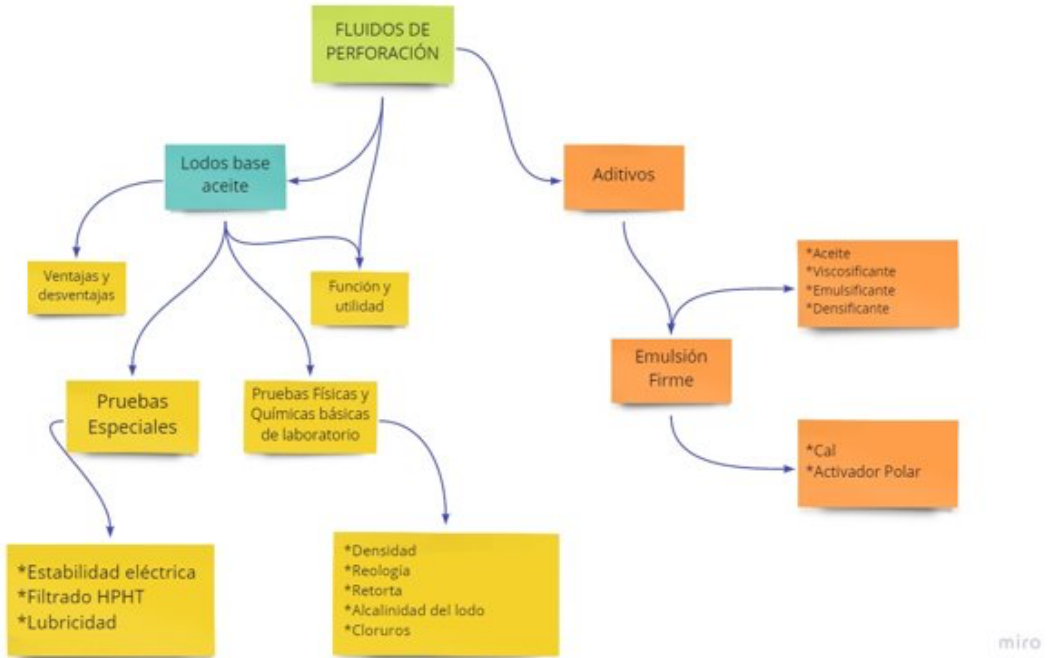 FLUIDOS DE
PERFORACIÓN
Lodos base
aceite
Aditivos
Ventajas y
desventajas
Función y
utilidad
*Aceite
*Viscosificante
*Emulsificante
*Densificante
Emulsión
Firme
Pruebas
Especiales
Pruebas Físicas y
Químicas básicas
de laboratorio
*Cal
*Activador Polar
*Estabilidad eléctrica
*Filtrado HPHT
*Lubricidad
*Densidad
*Reología
*Retorta
*Alcalinidad del lodo
*Cloruros
miro